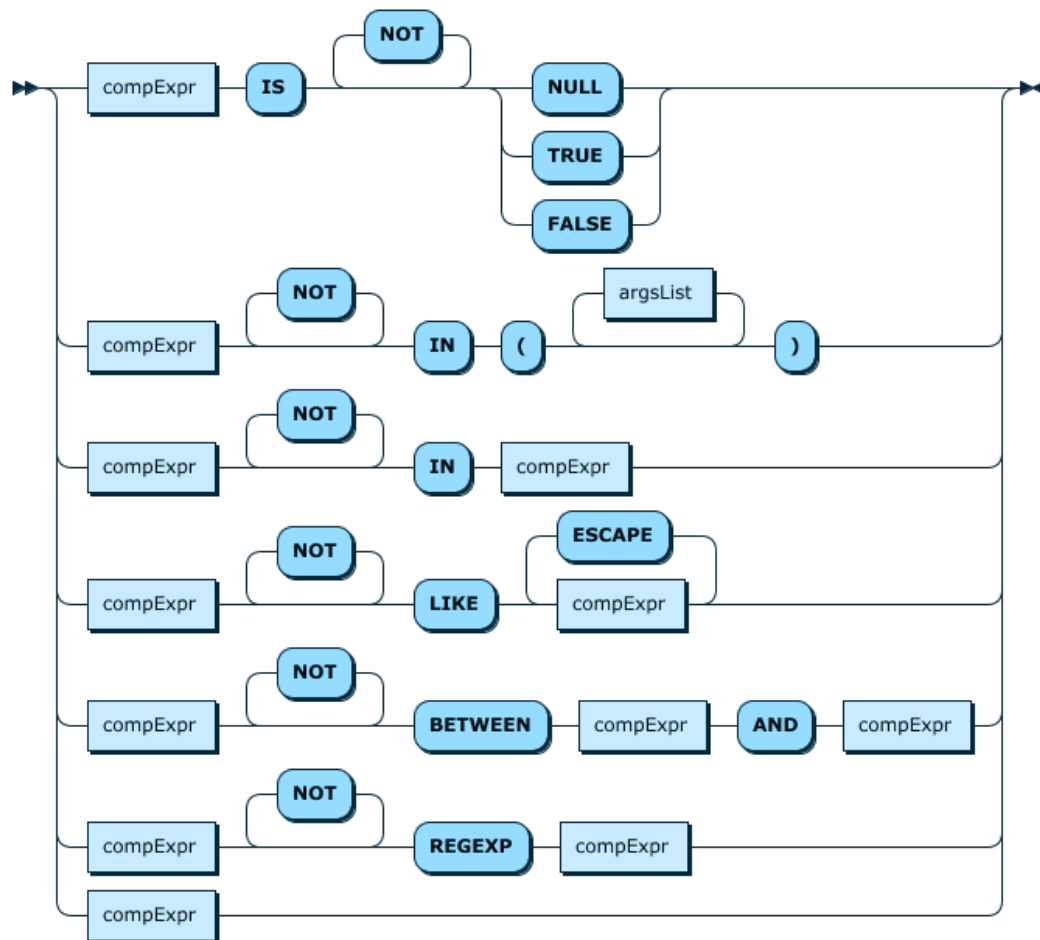 NOT
compExpr IS NULL
TRUE
FALSE
NOT argsList
compExpr IN ( )
NOT
compExpr IN compExpr
NOT ESCAPE
compExpr LIKE compExpr
NOT
compExpr BETWEEN compExpr AND compExpr
NOT
compExpr REGEXP compExpr
compExpr